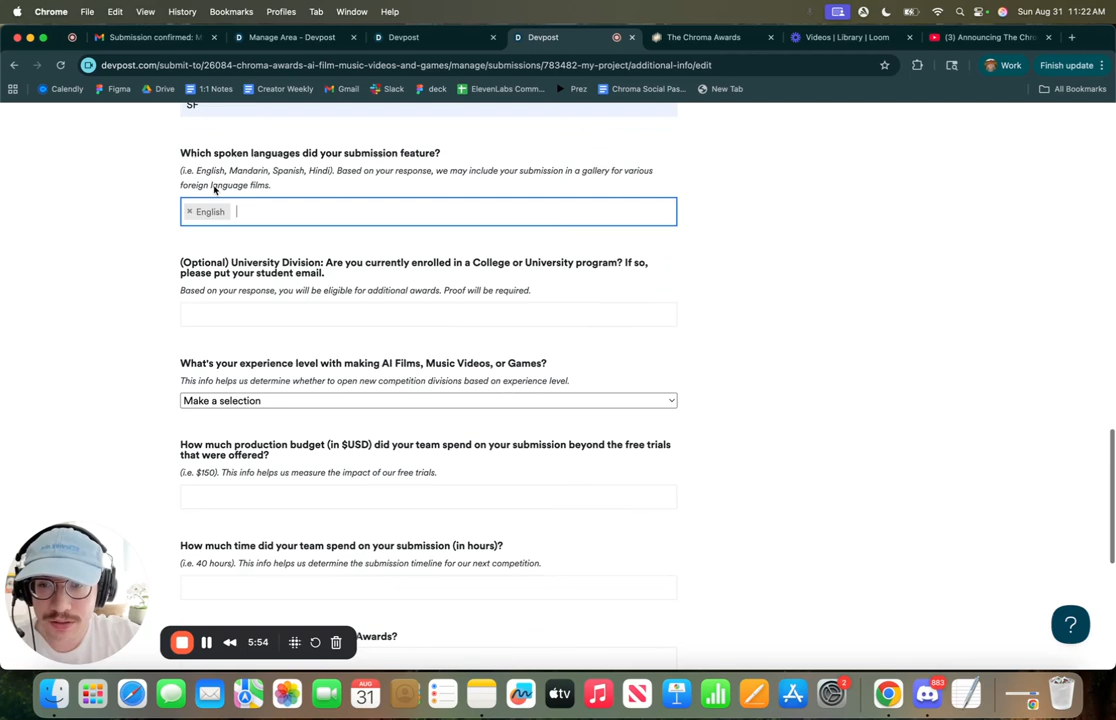 Chrome File Edit View History Bookmarks Profiles Tab Window Help Sun Aug 31 11:22 AM
Submission confirmed: M Manage Area - Devpost Devpost Devpost The Chroma Awards Videos | Library | Loom (3) Announcing The Chro
devpost.com/submit-to/26084-chroma-awards-ai-film-music-videos-and-games/manage/submissions/783482-my-project/additional-info/edit Work Finish update
Calendly Figma Drive 1:1 Notes Creator Weekly Gmail Slack deck ElevenLabs Comm... Prez Chroma Social Pas... New Tab All Bookmarks
SF
Which spoken languages did your submission feature?
(i.e. English, Mandarin, Spanish, Hindi). Based on your response, we may include your submission in a gallery for various
foreign language films.
× English
(Optional) University Division: Are you currently enrolled in a College or University program? If so,
please put your student email.
Based on your response, you will be eligible for additional awards. Proof will be required.
What's your experience level with making AI Films, Music Videos, or Games?
This info helps us determine whether to open new competition divisions based on experience level.
Make a selection
How much production budget (in $USD) did your team spend on your submission beyond the free trials
that were offered?
(i.e. $150). This info helps us measure the impact of our free trials.
How much time did your team spend on your submission (in hours)?
(i.e. 40 hours). This info helps us determine the submission timeline for our next competition.
Awards?
5:54
?
AUG
31
tv
883
2